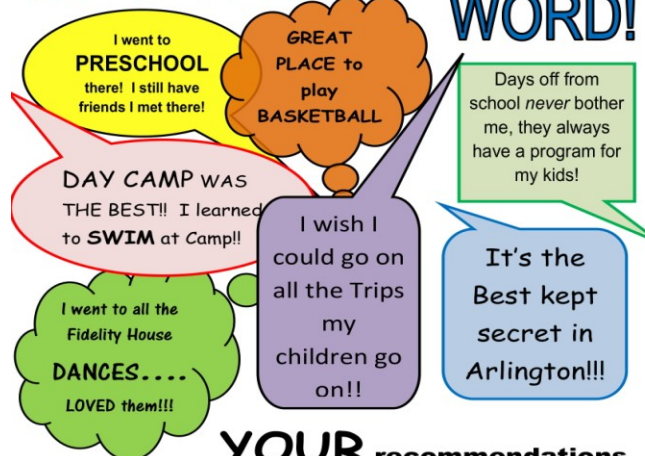 WORD!
I went to
PRESCHOOL
there! I still have
friends I met there!
GREAT
PLACE to
play
BASKETBALL
Days off from
school never bother
me, they always
have a program for
my kids!
DAY CAMP WAS
THE BEST!! I learned
to SWIM at Camp!!
I wish I
could go on
all the Trips
my
children go
on!!
It's the
Best kept
secret in
Arlington!!!
I went to all the
Fidelity House
DANCES....
LOVED them!!!
YOUR recommendations